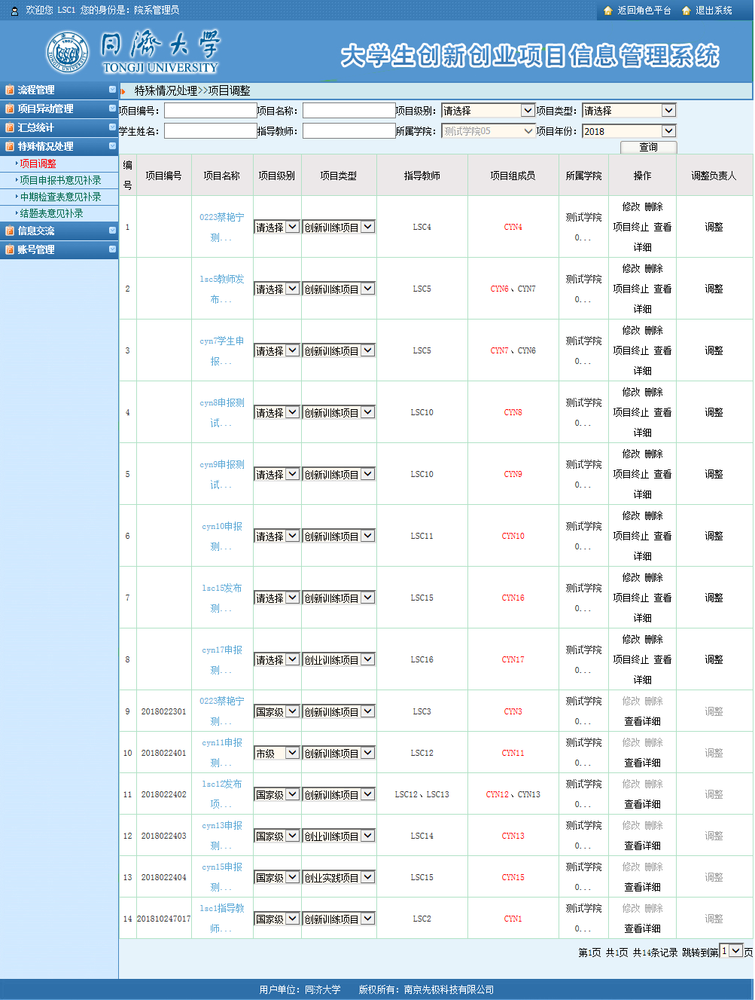 欢迎您 LSC1 您的身份是: 院系管理员
返回角色平台 退出系统
同济大学
TONGJI UNIVERSITY
大学生创新创业项目信息管理系统
流程管理
项目异动管理
汇总统计
特殊情况处理
项目调整
项目申报书意见补录
中期检查表意见补录
结题表意见补录
信息交流
账号管理
特殊情况处理>>项目调整
项目编号: 项目名称: 项目级别: 请选择 项目类型: 请选择
学生姓名: 指导教师: 所属学院: 测试学院05 项目年份: 2018
查询
编号 项目编号 项目名称 项目级别 项目类型 指导教师 项目组成员 所属学院 操作 调整负责人
1 0223蔡艳宁测... 请选择 创新训练项目 LSC4 CYN4 测试学院0... 修改 删除 项目终止 查看详细 调整
2 lsc5教师发布... 请选择 创新训练项目 LSC5 CYN6、CYN7 测试学院0... 修改 删除 项目终止 查看详细 调整
3 cyn7学生申报... 请选择 创新训练项目 LSC5 CYN7、CYN6 测试学院0... 修改 删除 项目终止 查看详细 调整
4 cyn8申报测试... 请选择 创新训练项目 LSC10 CYN8 测试学院0... 修改 删除 项目终止 查看详细 调整
5 cyn9申报测试... 请选择 创新训练项目 LSC10 CYN9 测试学院0... 修改 删除 项目终止 查看详细 调整
6 cyn10申报测... 请选择 创新训练项目 LSC11 CYN10 测试学院0... 修改 删除 项目终止 查看详细 调整
7 lsc15发布测... 请选择 创新训练项目 LSC15 CYN16 测试学院0... 修改 删除 项目终止 查看详细 调整
8 cyn17申报测... 请选择 创业训练项目 LSC16 CYN17 测试学院0... 修改 删除 项目终止 查看详细 调整
9 2018022301 0223蔡艳宁测... 国家级 创新训练项目 LSC3 CYN3 测试学院0... 修改 删除 查看详细 调整
10 2018022401 cyn11申报测... 市级 创新训练项目 LSC12 CYN11 测试学院0... 修改 删除 查看详细 调整
11 2018022402 lsc12发布项... 国家级 创新训练项目 LSC12、LSC13 CYN12、CYN13 测试学院0... 修改 删除 查看详细 调整
12 2018022403 cyn13申报测... 国家级 创业训练项目 LSC14 CYN13 测试学院0... 修改 删除 查看详细 调整
13 2018022404 cyn15申报测... 国家级 创业实践项目 LSC15 CYN15 测试学院0... 修改 删除 查看详细 调整
14 201810247017 lsc1指导教师... 国家级 创新训练项目 LSC2 CYN1 测试学院0... 修改 删除 查看详细 调整
第1页 共1页 共14条记录 跳转到第 1 页
用户单位: 同济大学 版权所有: 南京先极科技有限公司